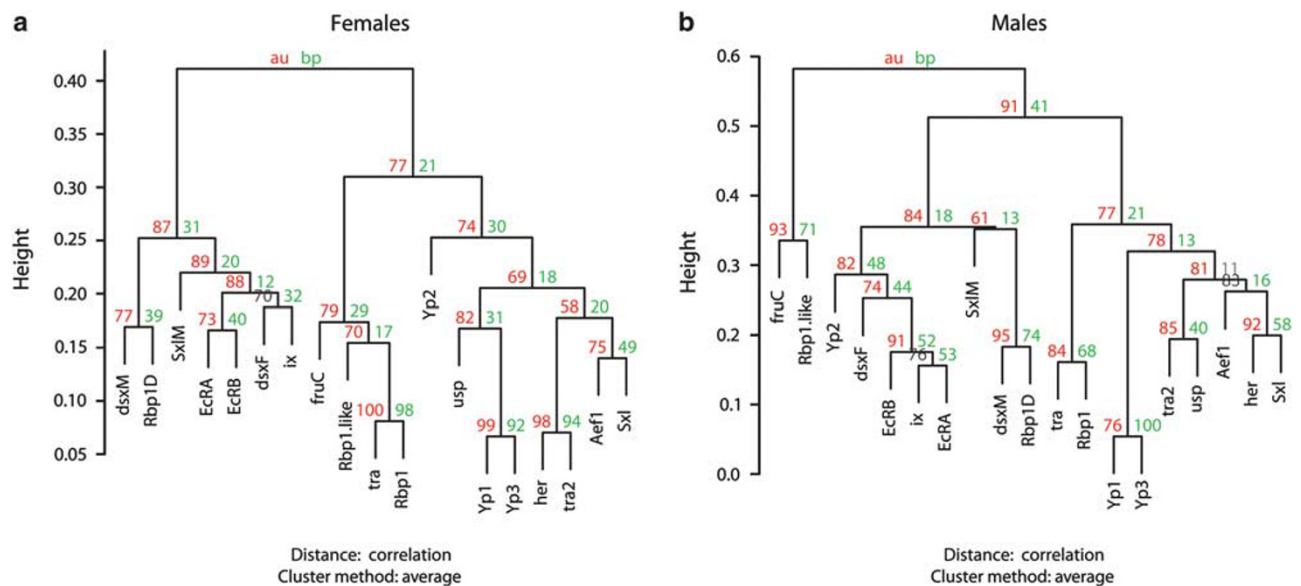 a
Females
au bp
0.40
0.35
0.30
0.25
0.20
0.15
0.10
0.05
Height
77 21
87 31
74 30
89 20
88 12
70 32
69 18
77 39
73 40
79 29
70 17
82 31
58 20
75 49
100 98
99 92
98 94
dsxM
Rbp1D
SxlM
EcRA
EcRB
dsxF
ix
fruC
Rbp1.like
tra
Rbp1
Yp2
usp
Yp1
Yp3
her
tra2
Aef1
Sxl
Distance: correlation
Cluster method: average
b
Males
au bp
0.6
0.5
0.4
0.3
0.2
0.1
0.0
Height
91 41
93 71
84 18
61 13
77 21
78 13
82 48
74 44
81 11
83 16
91 52
76 53
95 74
84 68
85 40
92 58
76 100
fruC
Rbp1.like
Yp2
dsxF
EcRB
ix
EcRA
SxlM
dsxM
Rbp1D
tra
Rbp1
Yp1
Yp3
tra2
usp
Aef1
her
Sxl
Distance: correlation
Cluster method: average